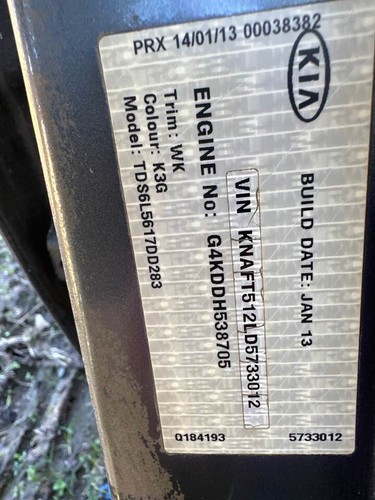 PRX 14/01/13 00038382
KIA
BUILD DATE: JAN 13
VIN KNAFT512LD5733012
ENGINE No: G4KDDH538705
Trim: WK
Colour: K3G
Model: TDS6L5617DD283
Q184193
5733012